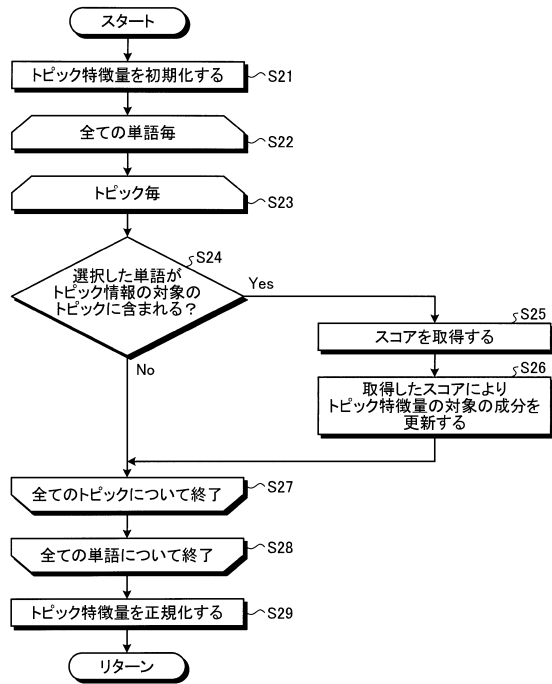 スタート
トピック特徴量を初期化する
S21
全ての単語毎
S22
トピック毎
S23
S24
選択した単語が
トピック情報の対象の
トピックに含まれる？
Yes
No
S25
スコアを取得する
S26
取得したスコアにより
トピック特徴量の対象の成分を
更新する
全てのトピックについて終了
S27
全ての単語について終了
S28
トピック特徴量を正規化する
S29
リターン